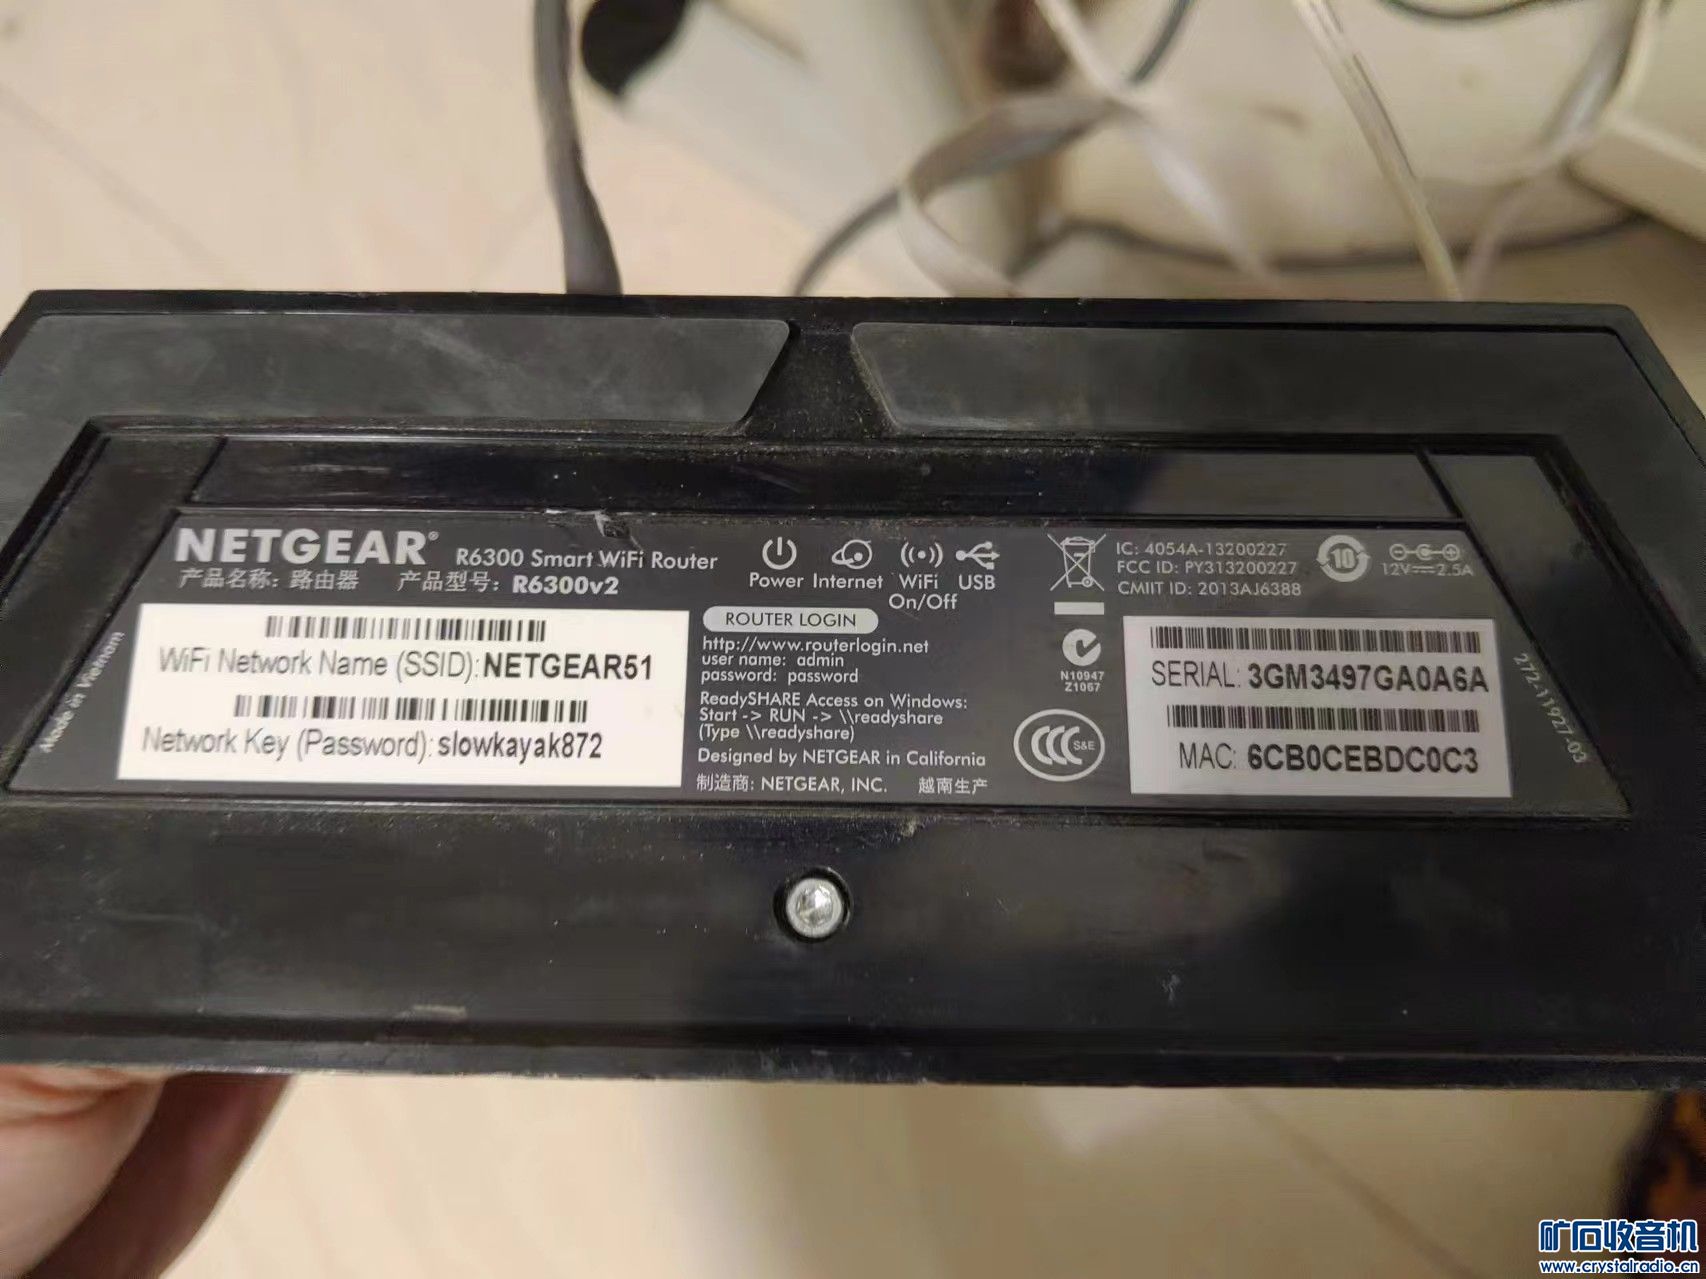 NETGEAR® R6300 Smart WiFi Router
产品名称: 路由器 产品型号: R6300v2
Power Internet WiFi On/Off USB
IC: 4054A-13200227
FCC ID: PY313200227
CMIIT ID: 2013AJ6388
10
12V 2.5A
Made in Vietnam
WiFi Network Name (SSID): NETGEAR51
Network Key (Password): slowkayak872
ROUTER LOGIN
http://www.routerlogin.net
user name: admin
password: password
ReadySHARE Access on Windows:
Start -> RUN -> \\readyshare
(Type \\readyshare)
Designed by NETGEAR in California
制造商: NETGEAR, INC. 越南生产
N10947
Z1067
CCC S&E
SERIAL: 3GM3497GA0A6A
MAC: 6CB0CEBDC0C3
272-11927-03
矿石收音机
www.crystalradio.cn